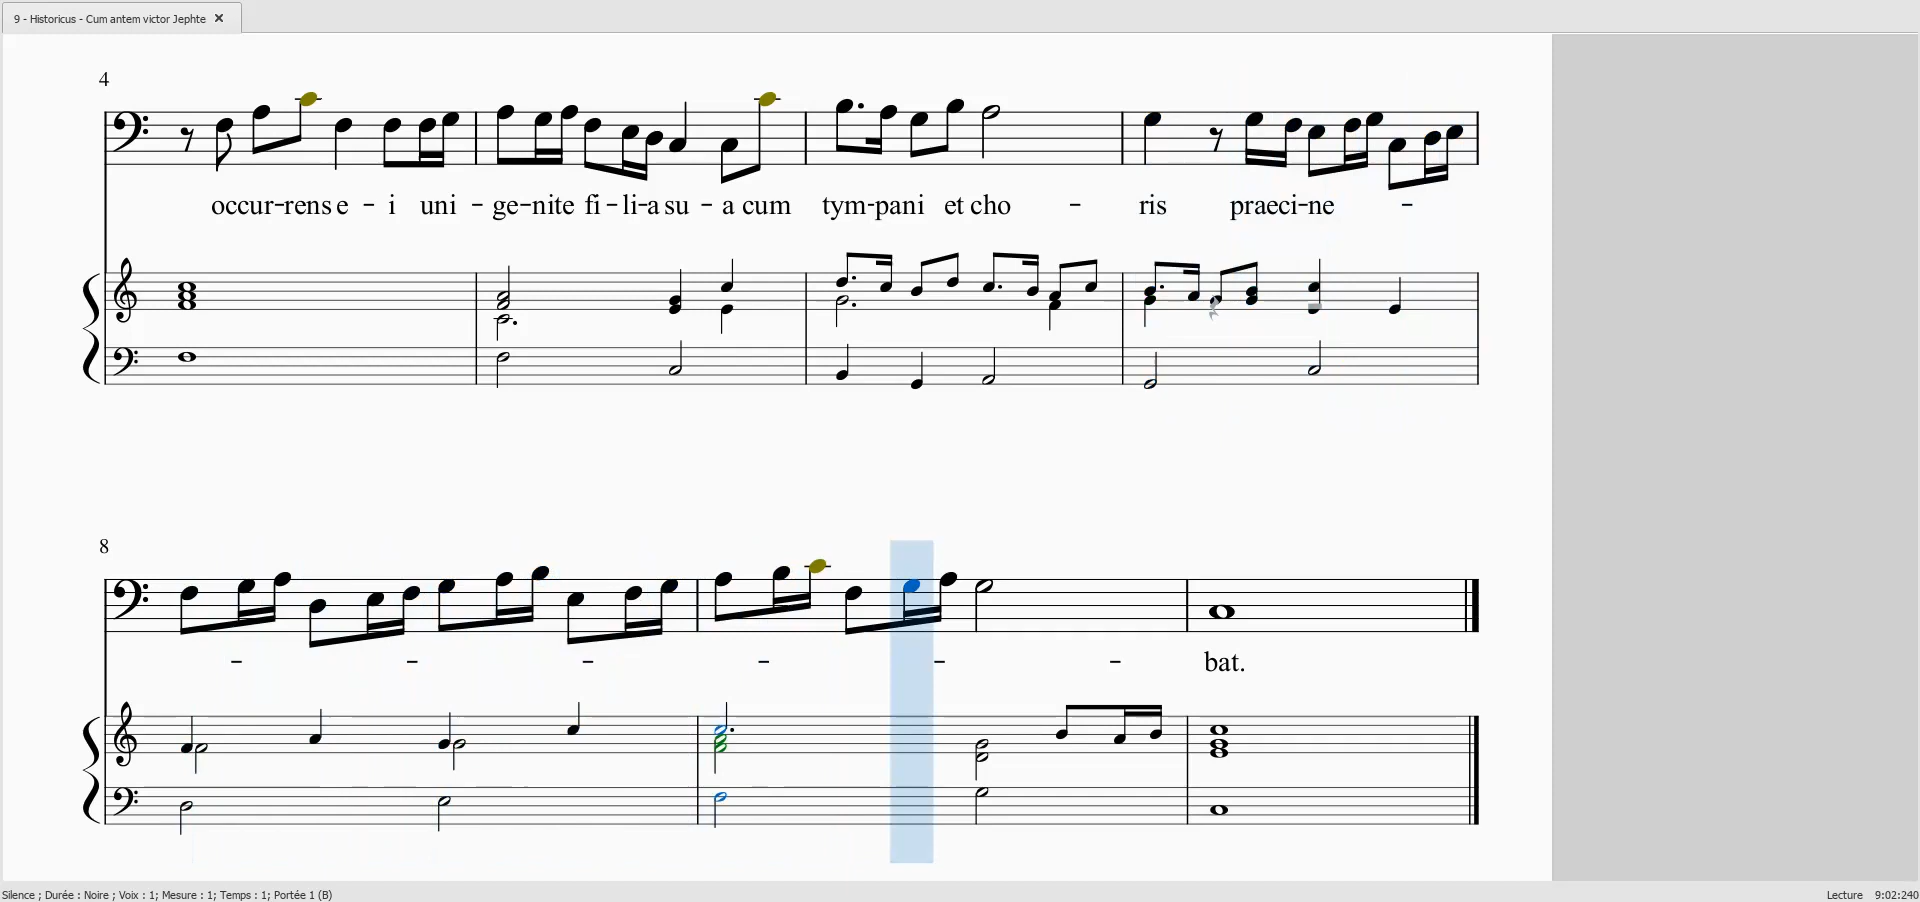 9 - Historicus - Cum antem victor Jephte ×
4
occur-rens e - i uni - ge-nite fi-li-a su - a cum tym-pani et cho - ris praeci-ne -
8
- - - - - - bat.
Silence ; Durée : Noire ; Voix : 1; Mesure : 1; Temps : 1; Portée 1 (B)
Lecture 9:02:240